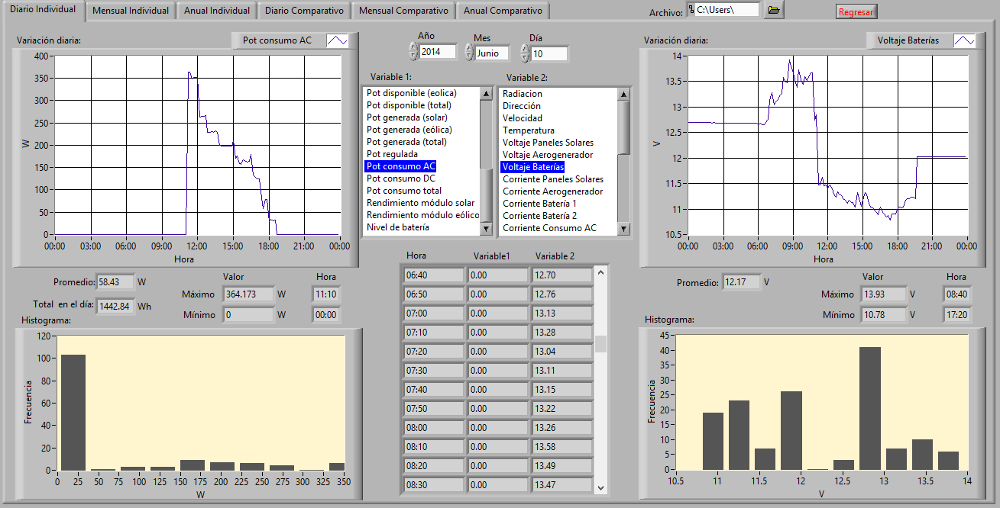 Diario Individual Mensual Individual Anual Individual Diario Comparativo Mensual Comparativo Anual Comparativo Archivo: C:\Users\ Regresar
Variación diaria:
Pot consumo AC
400
350
300
250
200
150
100
50
0
W
00:00 03:00 06:00 09:00 12:00 15:00 18:00 21:00 00:00
Hora
Promedio: 58.43 W
Total en el día: 1442.84 Wh
Valor Hora
Máximo 364.173 W 11:10
Mínimo 0 W 00:00
Histograma:
120
100
80
60
40
20
0
Frecuencia
0 25 50 75 100 125 150 175 200 225 250 275 300 325 350
W
Año Mes Día
2014 Junio 10
Variable 1:
Pot disponible (eolica)
Pot disponible (total)
Pot generada (solar)
Pot generada (eólica)
Pot generada (total)
Pot regulada
Pot consumo AC
Pot consumo DC
Pot consumo total
Rendimiento módulo solar
Rendimiento módulo eólico
Nivel de batería
Variable 2:
Radiacion
Dirección
Velocidad
Temperatura
Voltaje Paneles Solares
Voltaje Aerogenerador
Voltaje Baterías
Corriente Paneles Solares
Corriente Aerogenerador
Corriente Batería 1
Corriente Batería 2
Corriente Consumo AC
Hora Variable1 Variable 2
06:40 0.00 12.70
06:50 0.00 12.76
07:00 0.00 13.13
07:10 0.00 13.28
07:20 0.00 13.04
07:30 0.00 13.11
07:40 0.00 13.15
07:50 0.00 13.22
08:00 0.00 13.26
08:10 0.00 13.58
08:20 0.00 13.49
08:30 0.00 13.47
Variación diaria:
Voltaje Baterías
14
13.5
13
12.5
12
11.5
11
10.5
V
00:00 03:00 06:00 09:00 12:00 15:00 18:00 21:00 00:00
Hora
Promedio: 12.17 V
Valor Hora
Máximo 13.93 V 08:40
Mínimo 10.78 V 17:20
Histograma:
45
40
35
30
25
20
15
10
5
0
Frecuencia
10.5 11 11.5 12 12.5 13 13.5 14
V